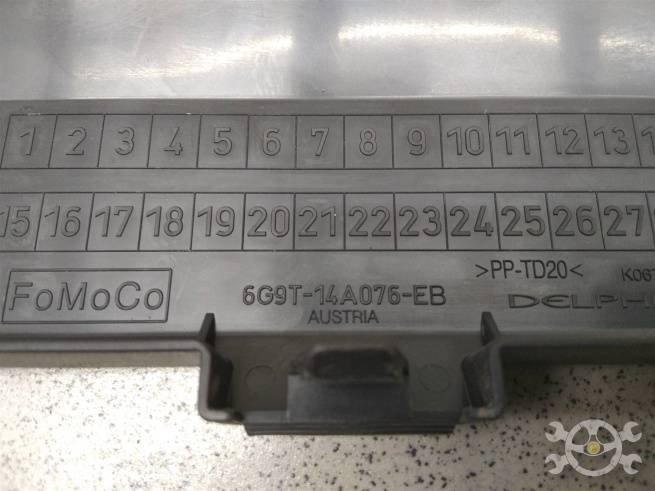 1 2 3 4 5 6 7 8 9 10 11 12 13
15 16 17 18 19 20 21 22 23 24 25 26 27
>PP-TD20<
FoMoCo 6G9T-14A076-EB DELPHI
AUSTRIA